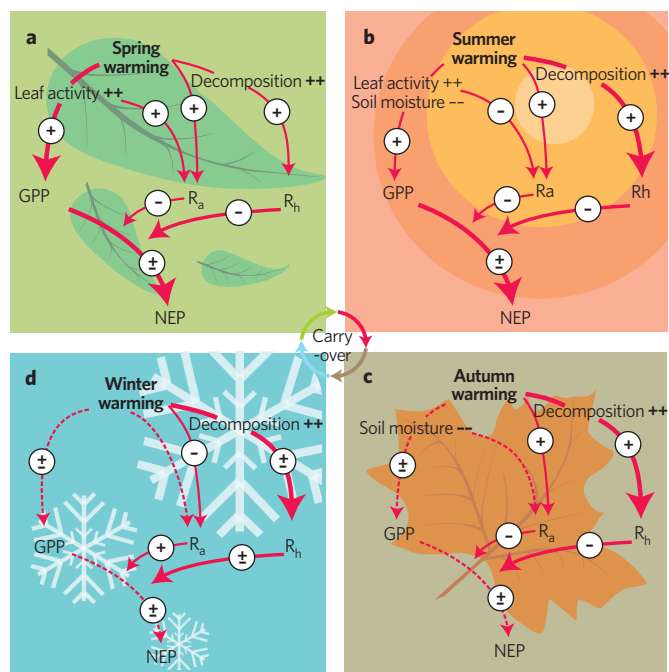 a
Spring
warming
Leaf activity ++
Decomposition ++
+
+
+
+
GPP
Ra
Rh
-
-
±
NEP
b
Summer
warming
Leaf activity ++
Soil moisture --
Decomposition ++
-
+
+
+
GPP
Ra
Rh
-
-
±
NEP
Carry
-over
d
Winter
warming
Decomposition ++
±
-
±
GPP
Ra
Rh
+
±
±
NEP
c
Autumn
warming
Soil moisture --
Decomposition ++
±
+
+
GPP
Ra
Rh
-
-
±
NEP